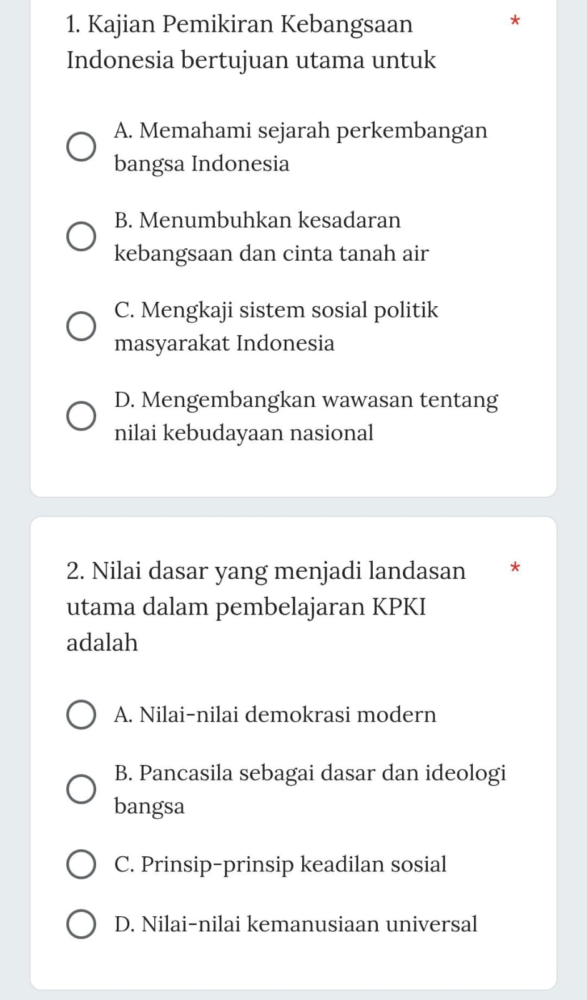 1. Kajian Pemikiran Kebangsaan *
Indonesia bertujuan utama untuk
A. Memahami sejarah perkembangan
bangsa Indonesia
B. Menumbuhkan kesadaran
kebangsaan dan cinta tanah air
C. Mengkaji sistem sosial politik
masyarakat Indonesia
D. Mengembangkan wawasan tentang
nilai kebudayaan nasional
2. Nilai dasar yang menjadi landasan *
utama dalam pembelajaran KPKI
adalah
A. Nilai-nilai demokrasi modern
B. Pancasila sebagai dasar dan ideologi
bangsa
C. Prinsip-prinsip keadilan sosial
D. Nilai-nilai kemanusiaan universal